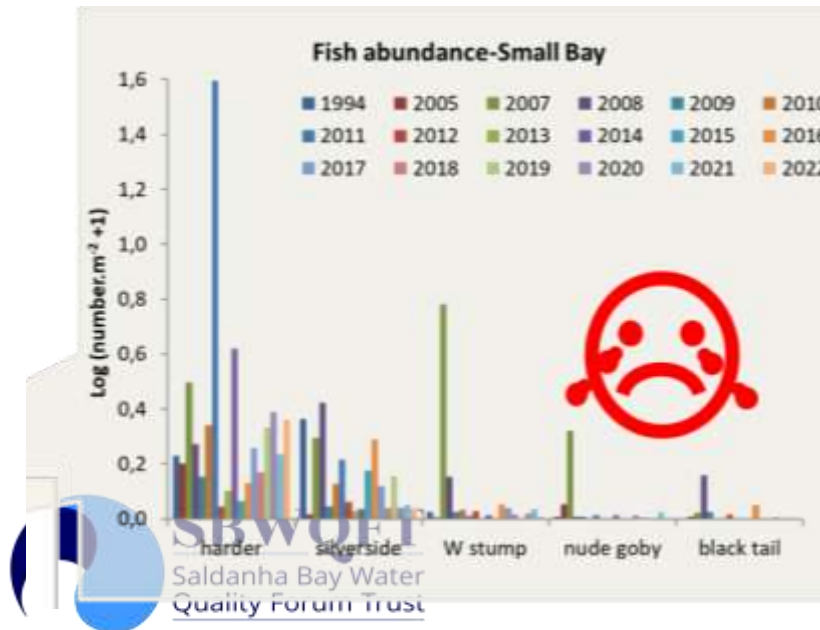 Fish abundance-Small Bay
1,6
1,4
1,2
1,0
0,8
0,6
0,4
0,2
0,0
Log (number.m⁻² +1)
1994 2005 2007 2008 2009 2010
2011 2012 2013 2014 2015 2016
2017 2018 2019 2020 2021 2022
harder silverside W stump nude goby black tail
SBWQFT
Saldanha Bay Water
Quality Forum Trust